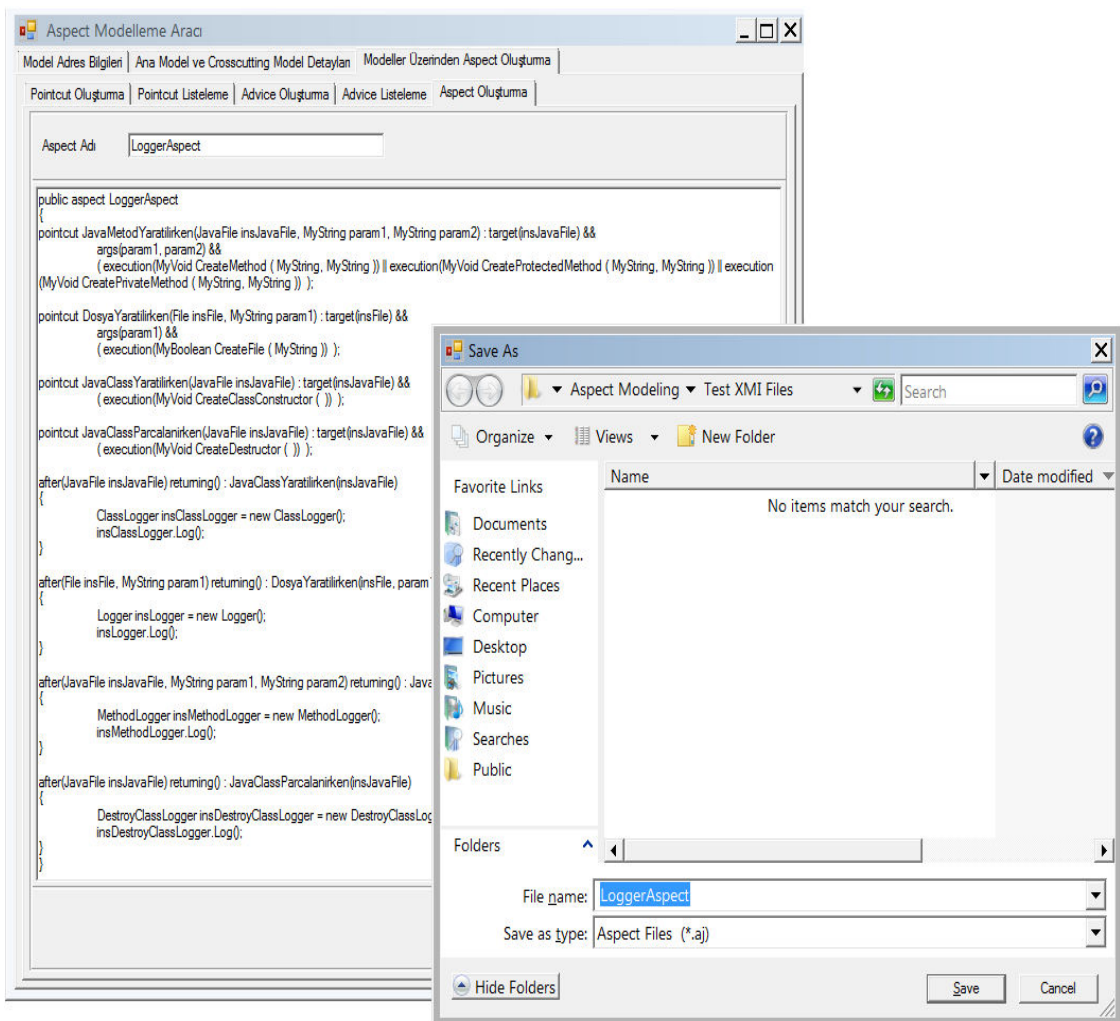 Aspect Modelleme Aracı
Model Adres Bilgileri Ana Model ve Crosscutting Model Detayları Modeller Üzerinden Aspect Oluşturma
Pointcut Oluşturma Pointcut Listeleme Advice Oluşturma Advice Listeleme Aspect Oluşturma
Aspect Adı LoggerAspect
public aspect LoggerAspect
{
pointcut JavaMetodYaratilirken(JavaFile insJavaFile, MyString param1, MyString param2) : target(insJavaFile) &&
args(param1, param2) &&
( execution(MyVoid CreateMethod ( MyString, MyString )) || execution(MyVoid CreateProtectedMethod ( MyString, MyString )) || execution
(MyVoid CreatePrivateMethod ( MyString, MyString )) );
pointcut DosyaYaratilirken(File insFile, MyString param1) : target(insFile) &&
args(param1) &&
( execution(MyBoolean CreateFile ( MyString )) );
pointcut JavaClassYaratilirken(JavaFile insJavaFile) : target(insJavaFile) &&
( execution(MyVoid CreateClassConstructor ( )) );
pointcut JavaClassParcalanirken(JavaFile insJavaFile) : target(insJavaFile) &&
( execution(MyVoid CreateDestructor ( )) );
after(JavaFile insJavaFile) returning() : JavaClassYaratilirken(insJavaFile)
{
ClassLogger insClassLogger = new ClassLogger();
insClassLogger.Log();
}
after(File insFile, MyString param1) returning() : DosyaYaratilirken(insFile, param1
{
Logger insLogger = new Logger();
insLogger.Log();
}
after(JavaFile insJavaFile, MyString param1, MyString param2) returning() : Java
{
MethodLogger insMethodLogger = new MethodLogger();
insMethodLogger.Log();
}
after(JavaFile insJavaFile) returning() : JavaClassParcalanirken(insJavaFile)
{
DestroyClassLogger insDestroyClassLogger = new DestroyClassLog
insDestroyClassLogger.Log();
}
}
Save As
Aspect Modeling Test XMI Files Search
Organize Views New Folder
Favorite Links
Documents
Recently Chang...
Recent Places
Computer
Desktop
Pictures
Music
Searches
Public
Folders
Name Date modified
No items match your search.
File name: LoggerAspect
Save as type: Aspect Files (*.aj)
Hide Folders Save Cancel